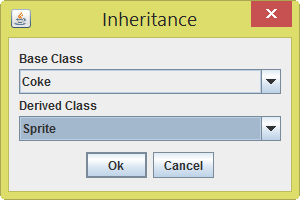 Inheritance
Base Class
Coke
Derived Class
Sprite
Ok Cancel